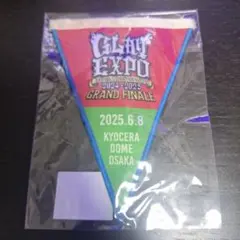 GLAY
EXPO
2024-2025
GRAND FINALE
2025.6.8
KYOCERA
DOME
OSAKA